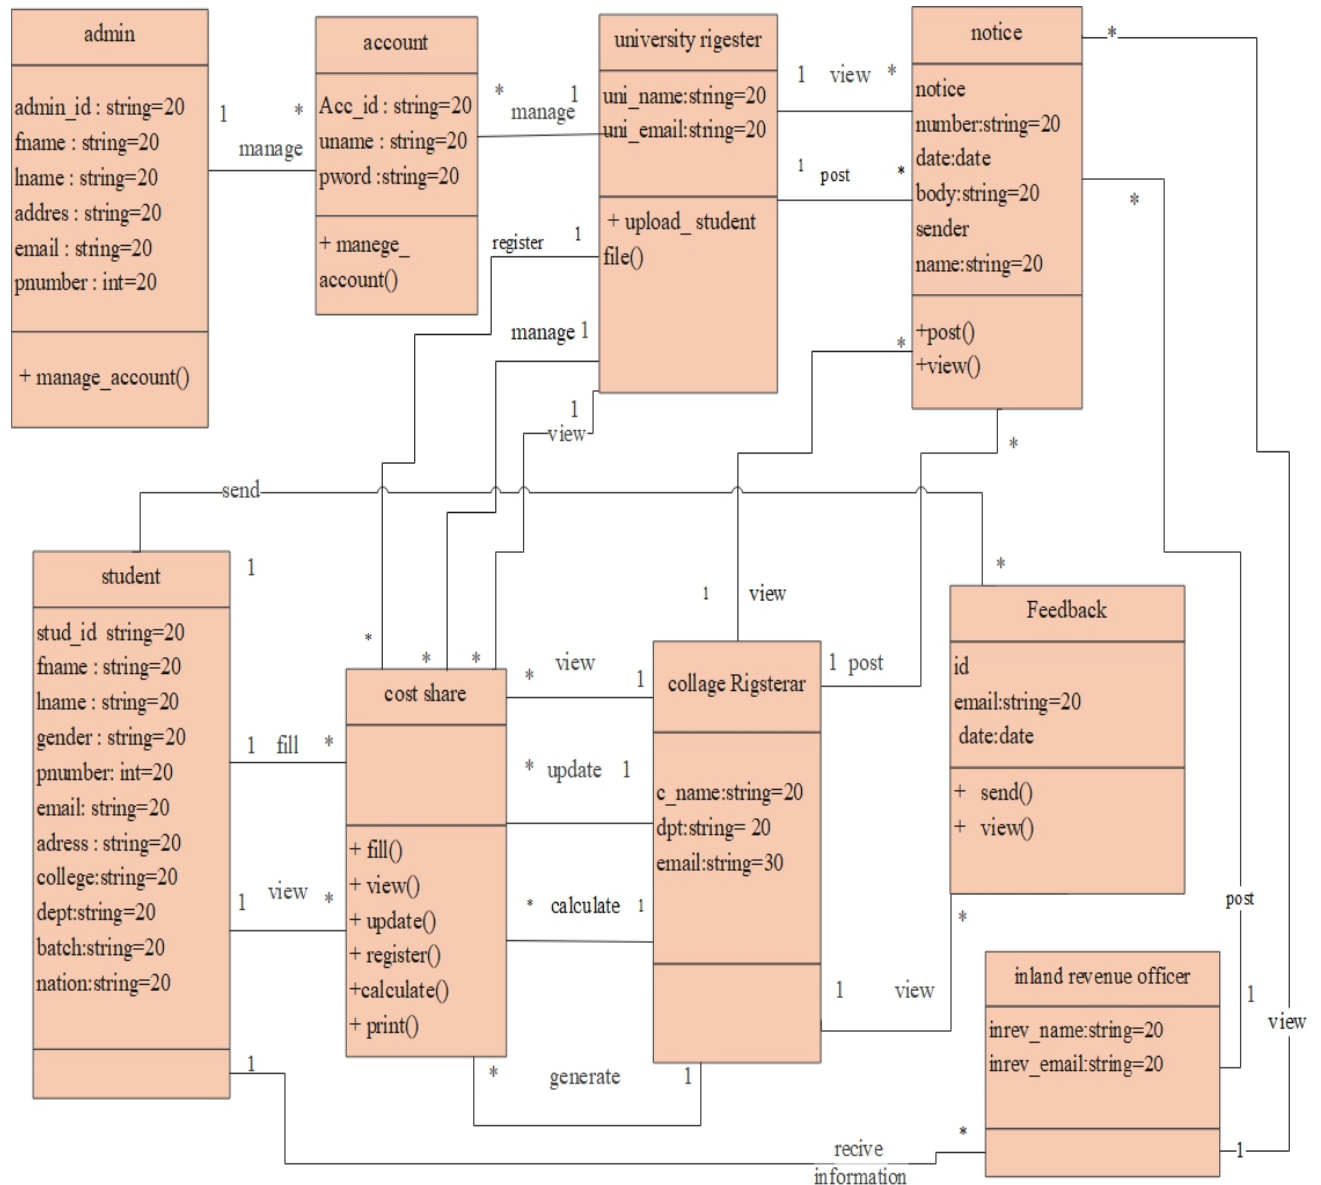 admin
admin_id : string=20
fname : string=20
lname : string=20
addres : string=20
email : string=20
pnumber : int=20
+ manage_account()
1
*
manage
account
Acc_id : string=20
uname : string=20
pword :string=20
+ manege_
account()
*
1
manage
university rigester
uni_name:string=20
uni_email:string=20
+ upload_ student
file()
register
1
manage 1
1
view
1 view *
1 post *
notice
notice
number:string=20
date:date
body:string=20
sender
name:string=20
+post()
+view()
*
*
*
*
send
student
stud_id string=20
fname : string=20
lname : string=20
gender : string=20
pnumber: int=20
email: string=20
adress : string=20
college:string=20
dept:string=20
batch:string=20
nation:string=20
1
1 fill *
1 view *
1
*
*
*
cost share
+ fill()
+ view()
+ update()
+ register()
+calculate()
+ print()
* view 1
* update 1
* calculate 1
* generate 1
1 view
collage Rigsterar
c_name:string=20
dpt:string= 20
email:string=30
1 post
1 view
*
*
Feedback
id
email:string=20
date:date
+ send()
+ view()
inland revenue officer
inrev_name:string=20
inrev_email:string=20
post
1
view
1
*
recive
information